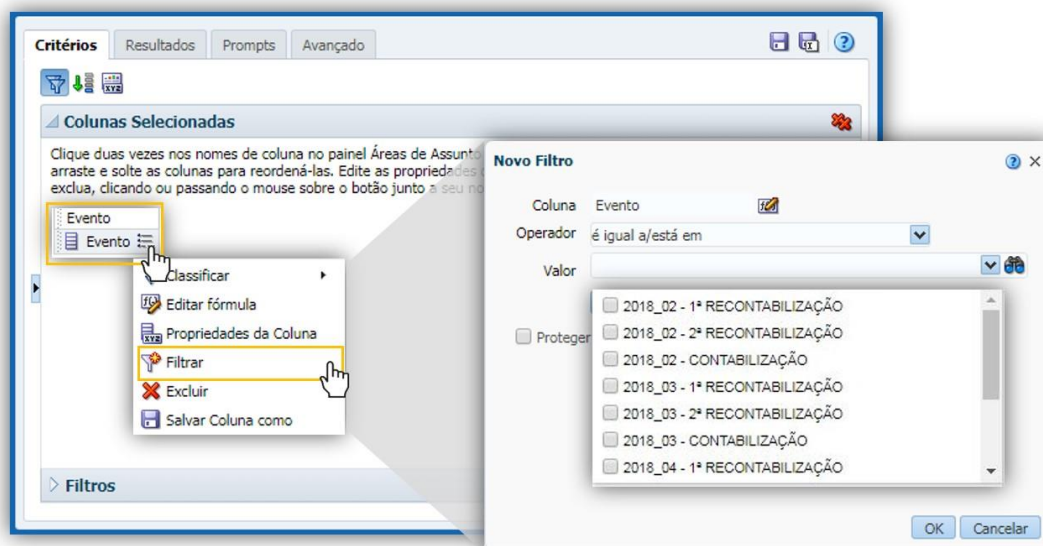 Critérios Resultados Prompts Avançado
Colunas Selecionadas
Clique duas vezes nos nomes de coluna no painel Áreas de Assunto
arraste e solte as colunas para reordená-las. Edite as propriedades
exclua, clicando ou passando o mouse sobre o botão junto a seu
Evento
Evento
Classificar
Editar fórmula
Propriedades da Coluna
Filtrar
Excluir
Salvar Coluna como
Filtros
Novo Filtro
Coluna Evento
Operador é igual a/está em
Valor
Proteger
2018_02 - 1ª RECONTABILIZAÇÃO
2018_02 - 2ª RECONTABILIZAÇÃO
2018_02 - CONTABILIZAÇÃO
2018_03 - 1ª RECONTABILIZAÇÃO
2018_03 - 2ª RECONTABILIZAÇÃO
2018_03 - CONTABILIZAÇÃO
2018_04 - 1ª RECONTABILIZAÇÃO
OK Cancelar